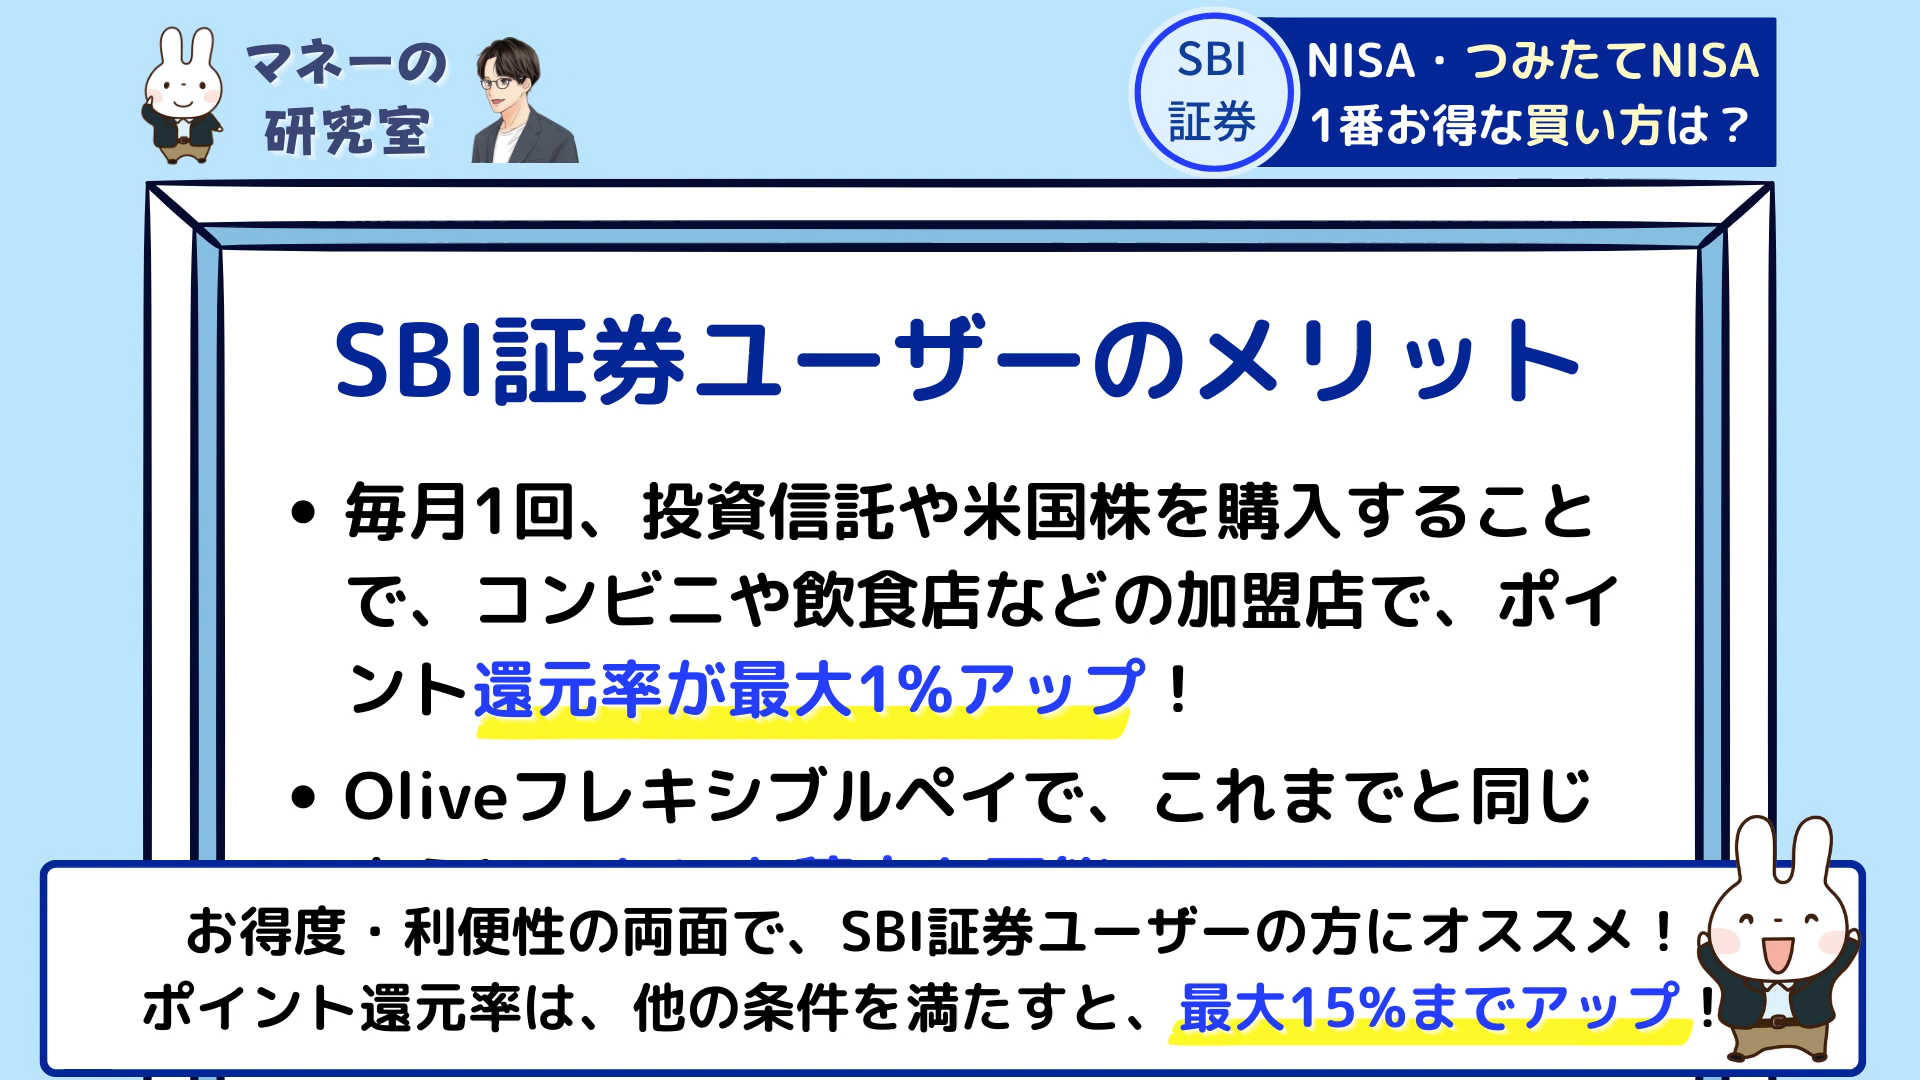 マネーの
研究室
SBI
証券
NISA・つみたてNISA
1番お得な買い方は？
SBI証券ユーザーのメリット
• 毎月1回、投資信託や米国株を購入すること
で、コンビニや飲食店などの加盟店で、ポイ
ント還元率が最大1%アップ！
• Oliveフレキシブルペイで、これまでと同じ
お得度・利便性の両面で、SBI証券ユーザーの方にオススメ！
ポイント還元率は、他の条件を満たすと、最大15%までアップ！